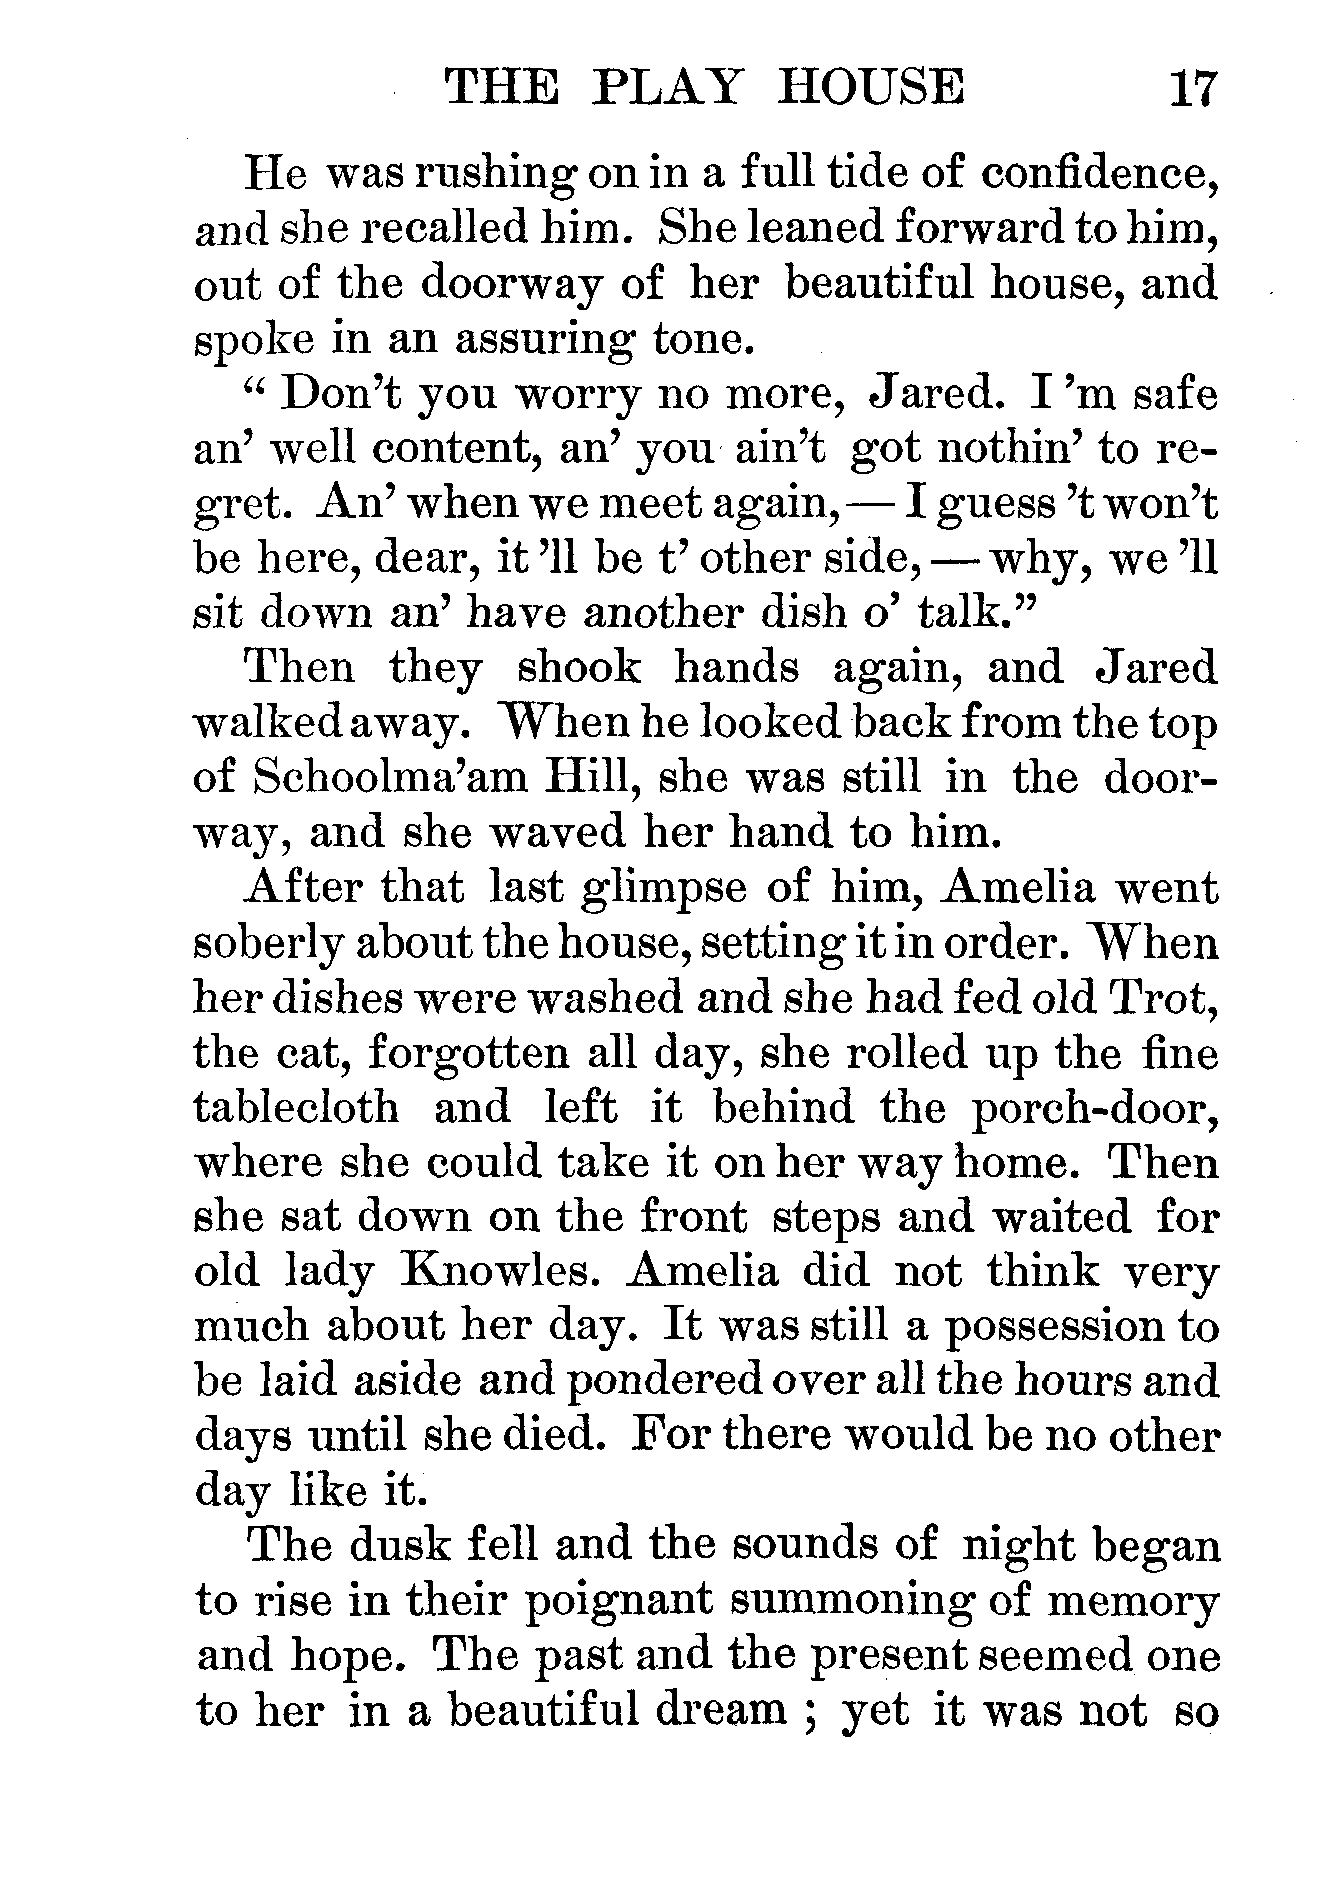 THE PLAY HOUSE 17
He was rushing on in a full tide of confidence,
and she recalled him. She leaned forward to him,
out of the doorway of her beautiful house, and
spoke in an assuring tone.
“ Don’t you worry no more, Jared. I ’m safe
an’ well content, an’ you ain’t got nothin’ to re-
gret. An’ when we meet again, — I guess ’t won’t
be here, dear, it ’ll be t’ other side, — why, we ’ll
sit down an’ have another dish o’ talk.”
Then they shook hands again, and Jared
walked away. When he looked back from the top
of Schoolma’am Hill, she was still in the door-
way, and she waved her hand to him.
After that last glimpse of him, Amelia went
soberly about the house, setting it in order. When
her dishes were washed and she had fed old Trot,
the cat, forgotten all day, she rolled up the fine
tablecloth and left it behind the porch-door,
where she could take it on her way home. Then
she sat down on the front steps and waited for
old lady Knowles. Amelia did not think very
much about her day. It was still a possession to
be laid aside and pondered over all the hours and
days until she died. For there would be no other
day like it.
The dusk fell and the sounds of night began
to rise in their poignant summoning of memory
and hope. The past and the present seemed one
to her in a beautiful dream ; yet it was not so